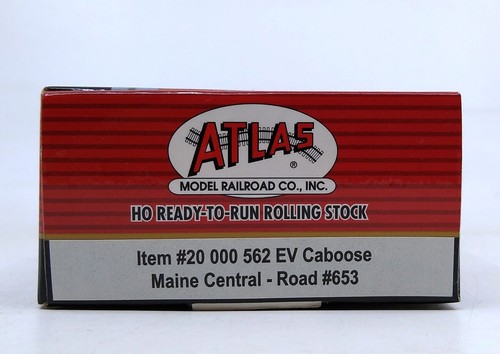 ATLAS®
MODEL RAILROAD CO., INC.
HO READY-TO-RUN ROLLING STOCK
Item #20 000 562 EV Caboose
Maine Central - Road #653